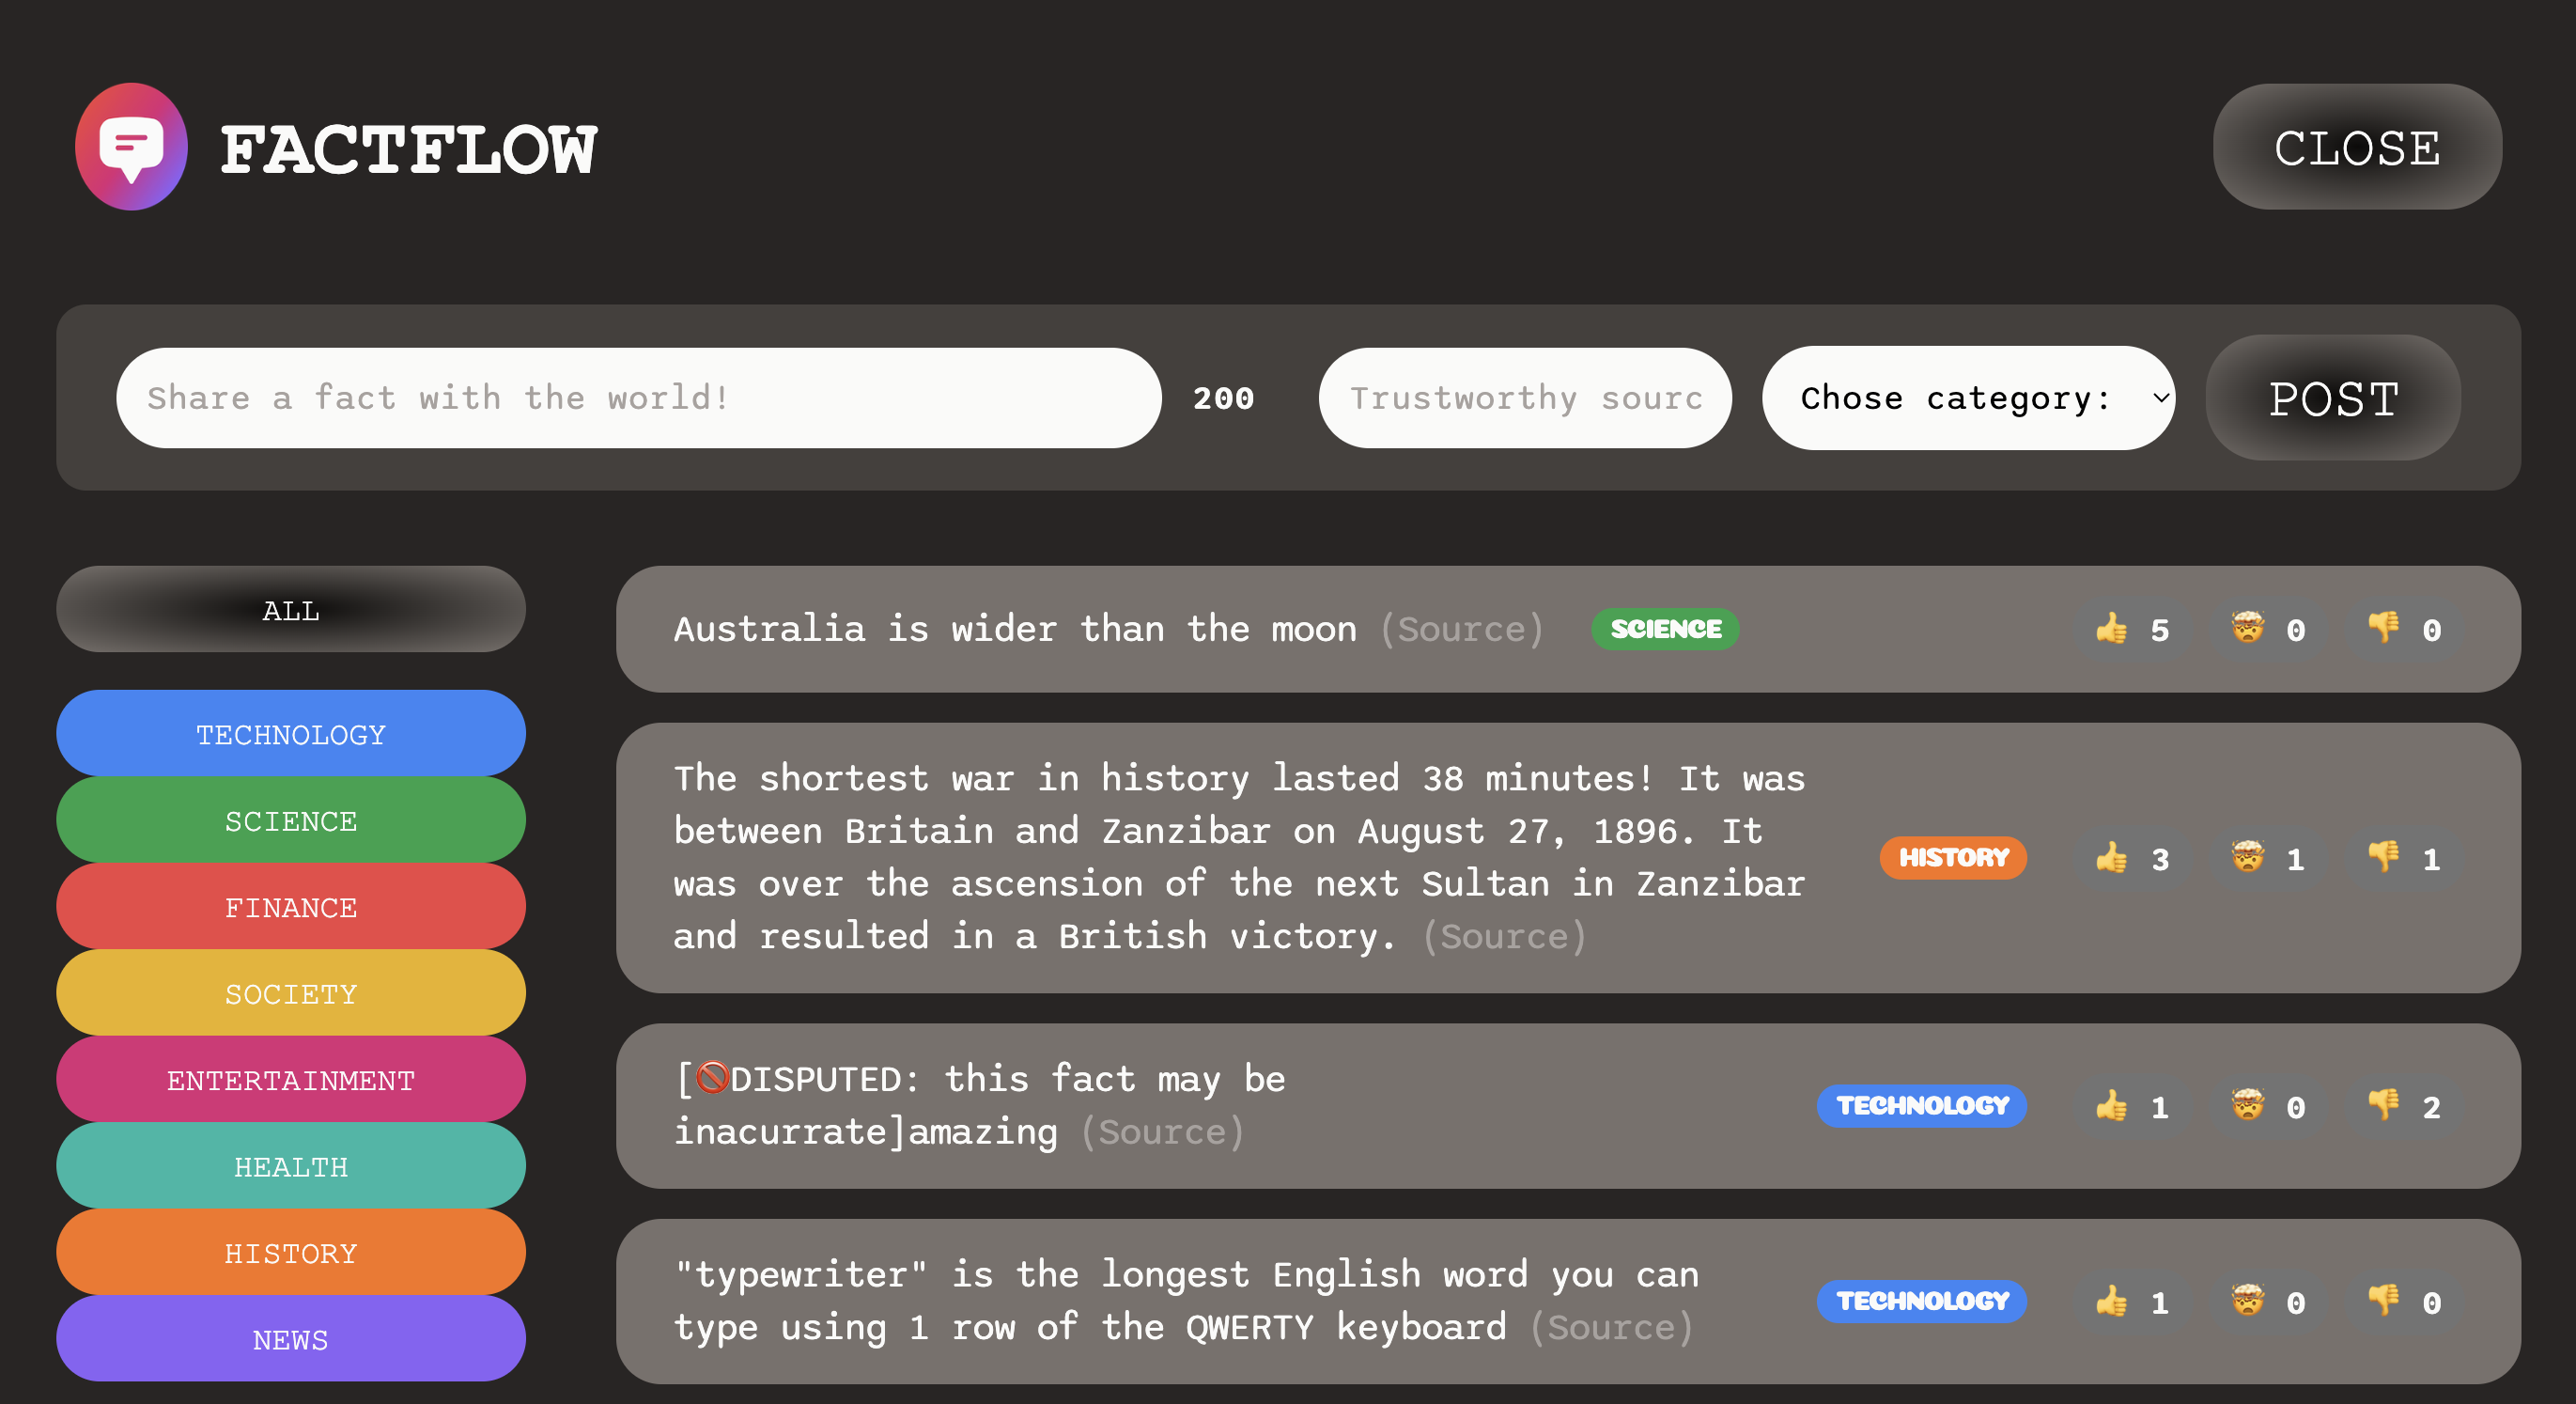 FACTFLOW
CLOSE
Share a fact with the world!
200
Trustworthy sourc
Chose category:
POST
ALL
TECHNOLOGY
SCIENCE
FINANCE
SOCIETY
ENTERTAINMENT
HEALTH
HISTORY
NEWS
Australia is wider than the moon (Source)
SCIENCE
👍 5 🤯 0 👎 0
The shortest war in history lasted 38 minutes! It was
between Britain and Zanzibar on August 27, 1896. It
was over the ascension of the next Sultan in Zanzibar
and resulted in a British victory. (Source)
HISTORY
👍 3 🤯 1 👎 1
[🚫DISPUTED: this fact may be
inacurrate]amazing (Source)
TECHNOLOGY
👍 1 🤯 0 👎 2
"typewriter" is the longest English word you can
type using 1 row of the QWERTY keyboard (Source)
TECHNOLOGY
👍 1 🤯 0 👎 0